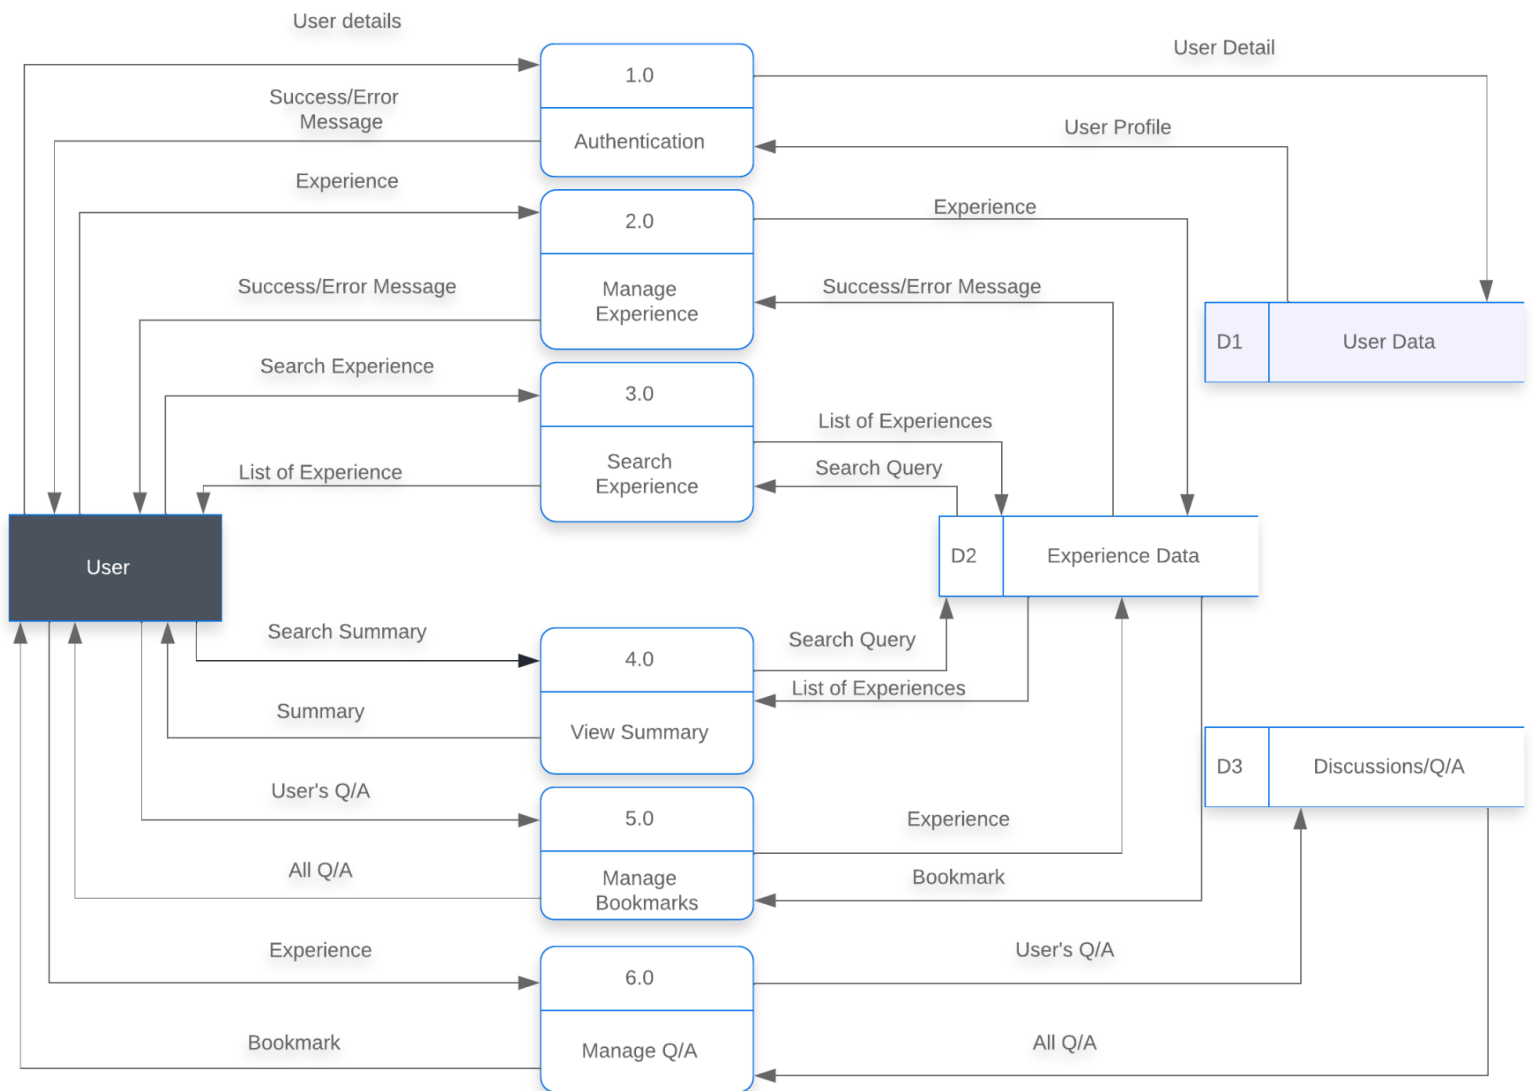 User details
User Detail
1.0
Success/Error
Message
User Profile
Authentication
Experience
2.0
Experience
Success/Error Message
Manage
Experience
Success/Error Message
D1
User Data
Search Experience
3.0
List of Experiences
List of Experience
Search
Experience
Search Query
User
D2
Experience Data
Search Summary
4.0
Search Query
List of Experiences
Summary
View Summary
D3
Discussions/Q/A
User's Q/A
5.0
Experience
All Q/A
Manage
Bookmarks
Bookmark
Experience
6.0
User's Q/A
Bookmark
Manage Q/A
All Q/A